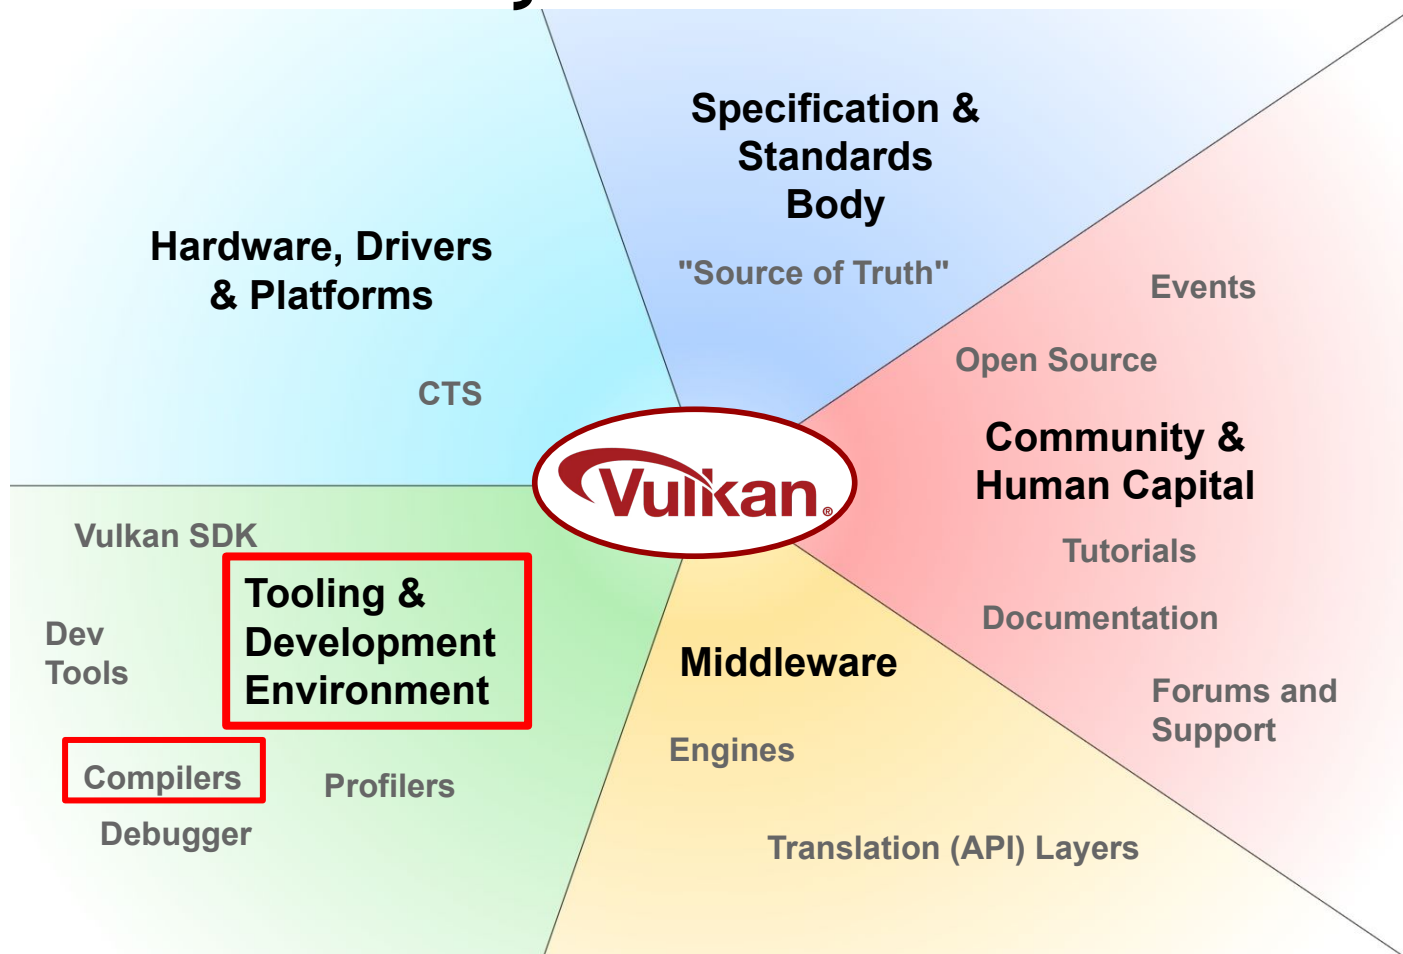 Specification &
Standards
Body
"Source of Truth"
Hardware, Drivers
& Platforms
CTS
Events
Open Source
Community &
Human Capital
Tutorials
Documentation
Forums and
Support
Vulkan®
Vulkan SDK
Tooling &
Development
Environment
Dev
Tools
Compilers
Profilers
Debugger
Middleware
Engines
Translation (API) Layers